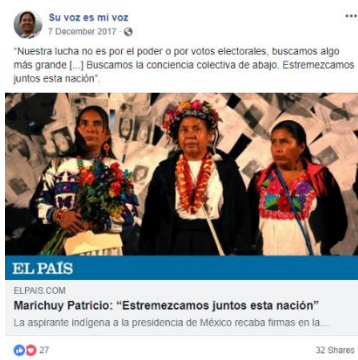 Su voz es mi voz
7 December 2017 ·
“Nuestra lucha no es por el poder o por votos electorales, buscamos algo
más grande [...] Buscamos la conciencia colectiva de abajo. Estremezcamos
juntos esta nación”.
EL PAÍS
ELPAIS.COM
Marichuy Patricio: “Estremezcamos juntos esta nación”
La aspirante indígena a la presidencia de México recaba firmas en la...
27
32 Shares